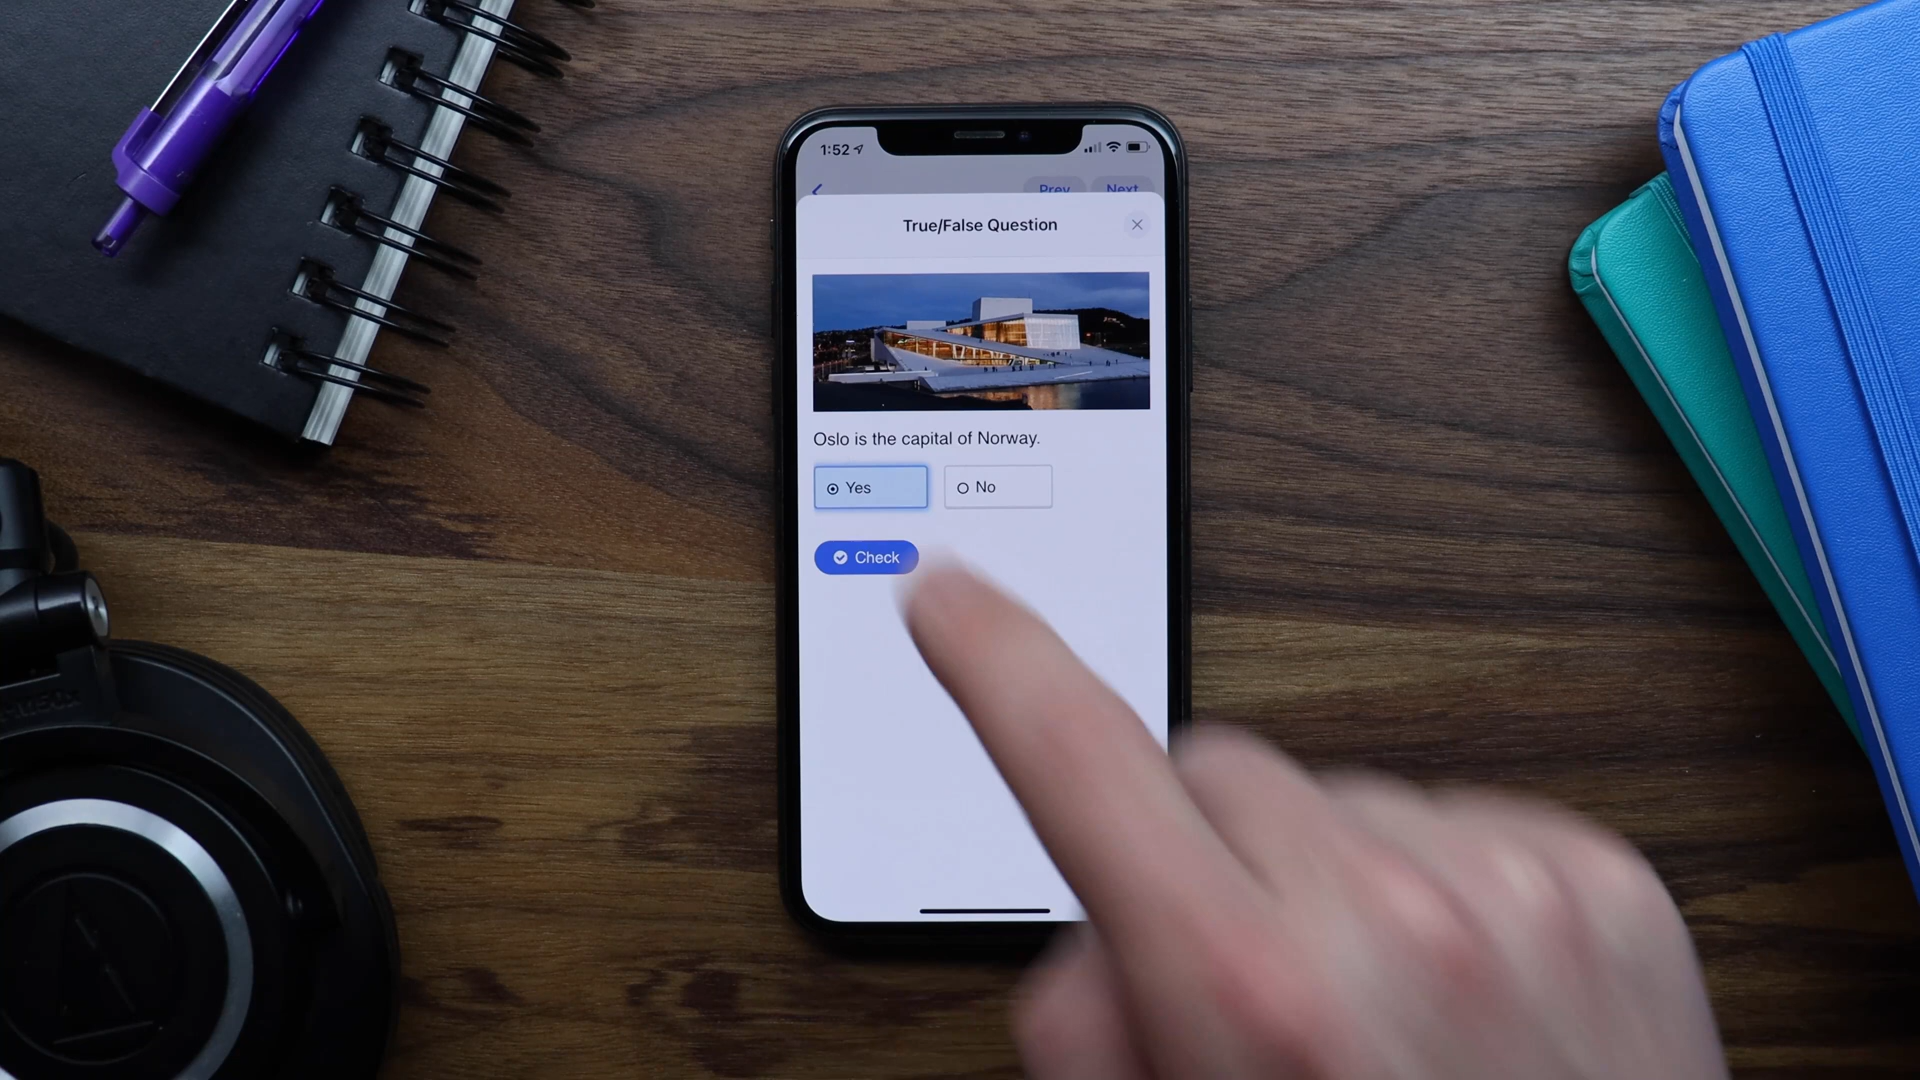 1:52
Prev Next
True/False Question
Oslo is the capital of Norway.
Yes No
Check